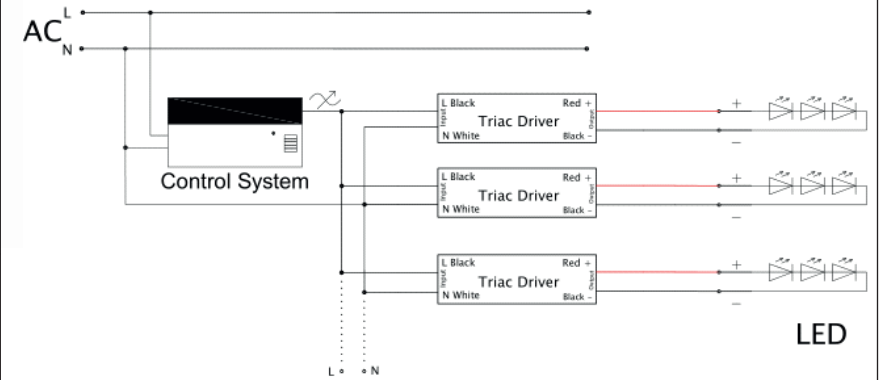 L
AC
N
Control System
L Black
Red +
Input
Triac Driver
Output
N White
Black -
+
−
L Black
Red +
Input
Triac Driver
Output
N White
Black -
+
−
L Black
Red +
Input
Triac Driver
Output
N White
Black -
+
−
LED
L
N